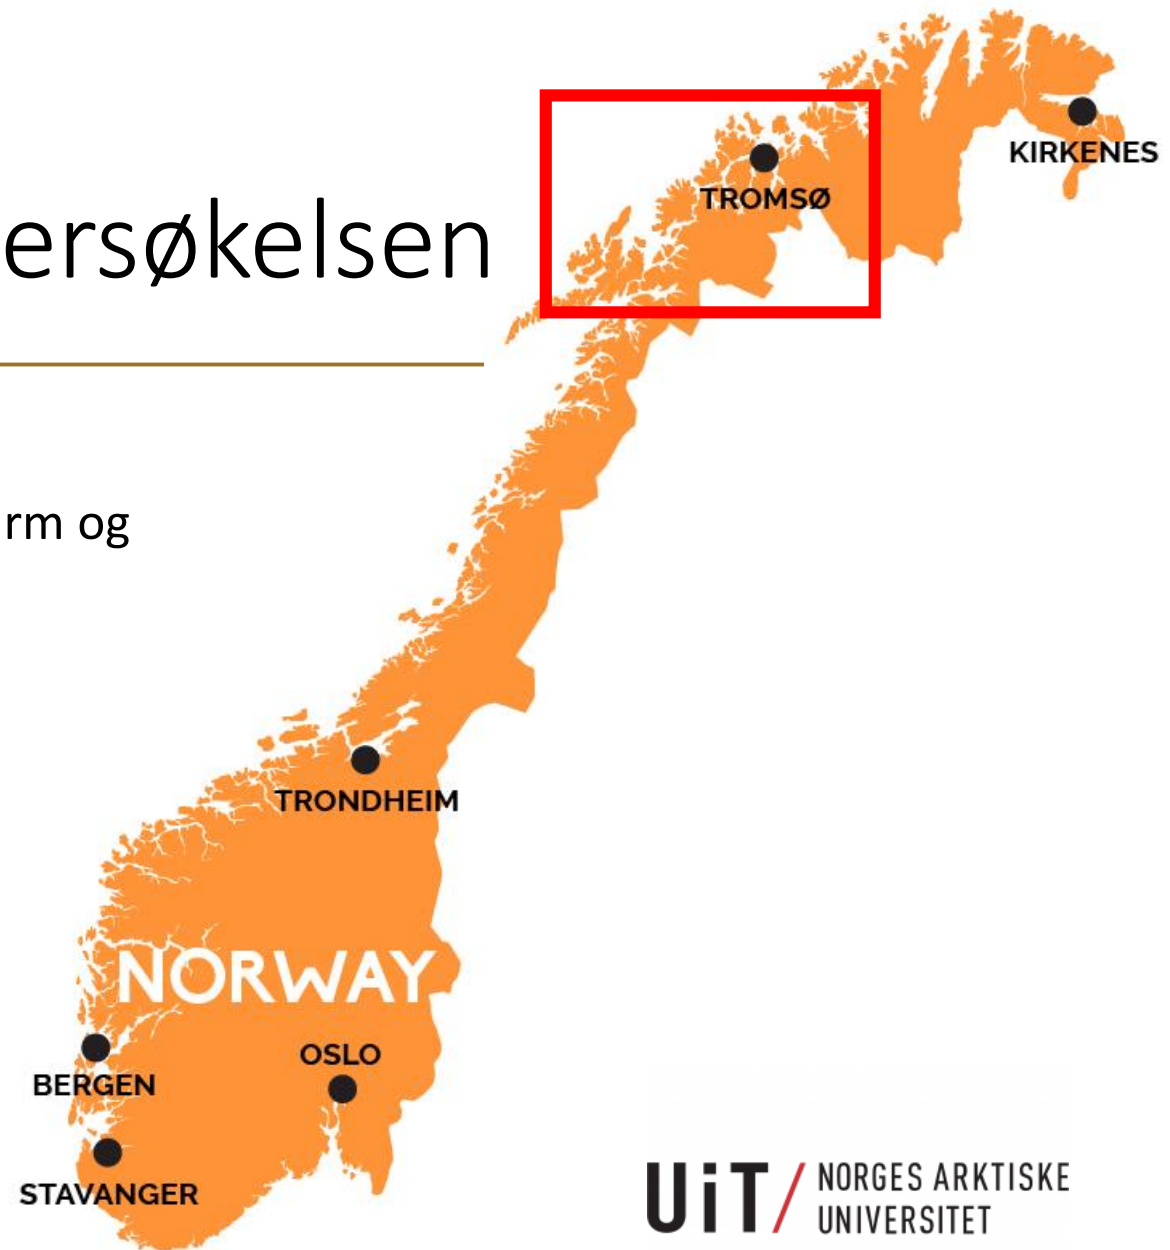 KIRKENES
TROMSØ
ersøkelsen
rm og
TRONDHEIM
NORWAY
OSLO
BERGEN
STAVANGER
UiT / NORGES ARKTISKE
UNIVERSITET